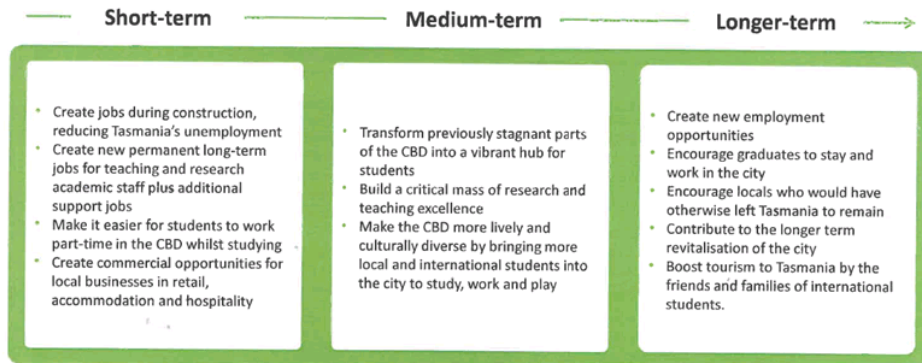 Short-term
Medium-term
Longer-term
• Create jobs during construction,
reducing Tasmania's unemployment
• Create new permanent long-term
jobs for teaching and research
academic staff plus additional
support jobs
• Make it easier for students to work
part-time in the CBD whilst studying
• Create commercial opportunities for
local businesses in retail,
accommodation and hospitality
• Transform previously stagnant parts
of the CBD into a vibrant hub for
students
• Build a critical mass of research and
teaching excellence
• Make the CBD more lively and
culturally diverse by bringing more
local and international students into
the city to study, work and play
• Create new employment
opportunities
• Encourage graduates to stay and
work in the city
• Encourage locals who would have
otherwise left Tasmania to remain
• Contribute to the longer term
revitalisation of the city
• Boost tourism to Tasmania by the
friends and families of international
students.